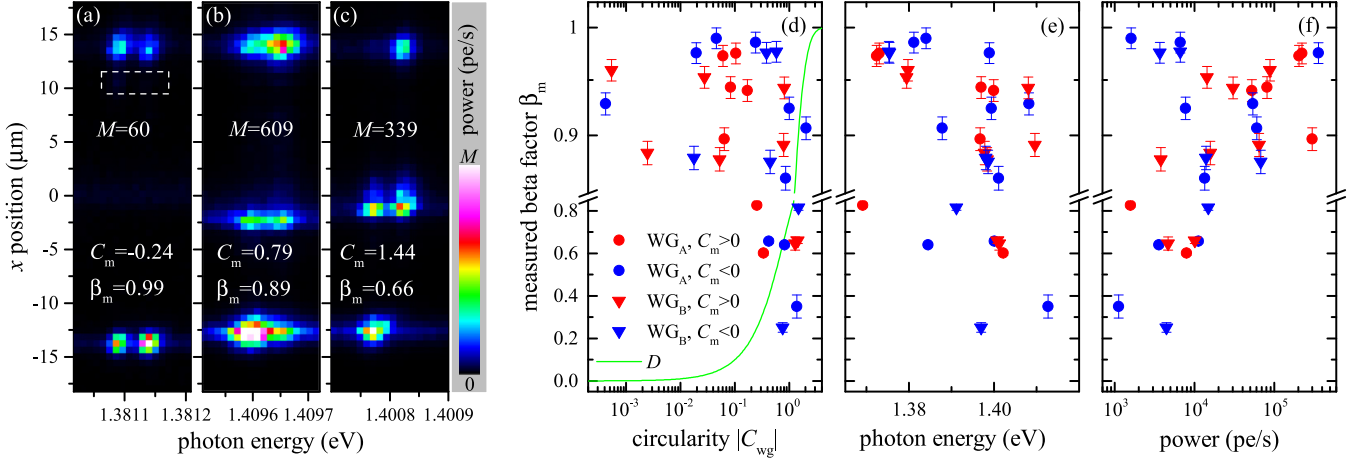 (a)
(b)
(c)
M=60
M=609
M=339
C_m=-0.24
C_m=0.79
C_m=1.44
β_m=0.99
β_m=0.89
β_m=0.66
15
10
5
0
-5
-10
-15
x position (μm)
1.3811 1.3812
1.4096 1.4097
1.4008 1.4009
photon energy (eV)
power (pe/s)
M
0
(d)
(e)
(f)
measured beta factor β_m
1
0.9
0.8
0.6
0.4
0.2
0.0
WG_A, C_m>0
WG_A, C_m<0
WG_B, C_m>0
WG_B, C_m<0
D
10^-3 10^-2 10^-1 10^0
circularity |C_wg|
1.38 1.40
photon energy (eV)
10^3 10^4 10^5
power (pe/s)